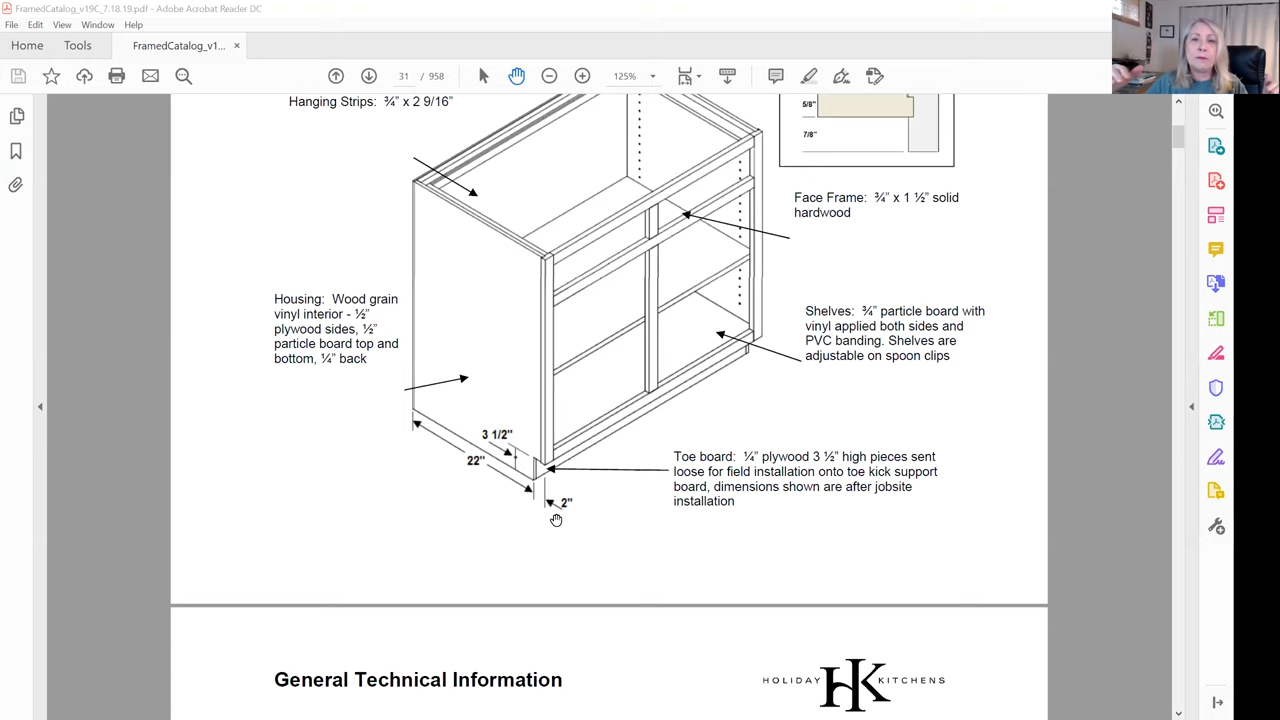 FramedCatalog_v19C_7.18.19.pdf - Adobe Acrobat Reader DC
File Edit View Window Help
Home Tools FramedCatalog_v1... ×
31 / 958 125%
Hanging Strips: ¾” x 2 9/16”
5/8"
7/8"
Face Frame: ¾” x 1 ½” solid
hardwood
Housing: Wood grain
vinyl interior - ½”
plywood sides, ½”
particle board top and
bottom, ¼” back
Shelves: ¾” particle board with
vinyl applied both sides and
PVC banding. Shelves are
adjustable on spoon clips
3 1/2"
22"
2"
Toe board: ¼” plywood 3 ½” high pieces sent
loose for field installation onto toe kick support
board, dimensions shown are after jobsite
installation
General Technical Information
HOLIDAY HK KITCHENS